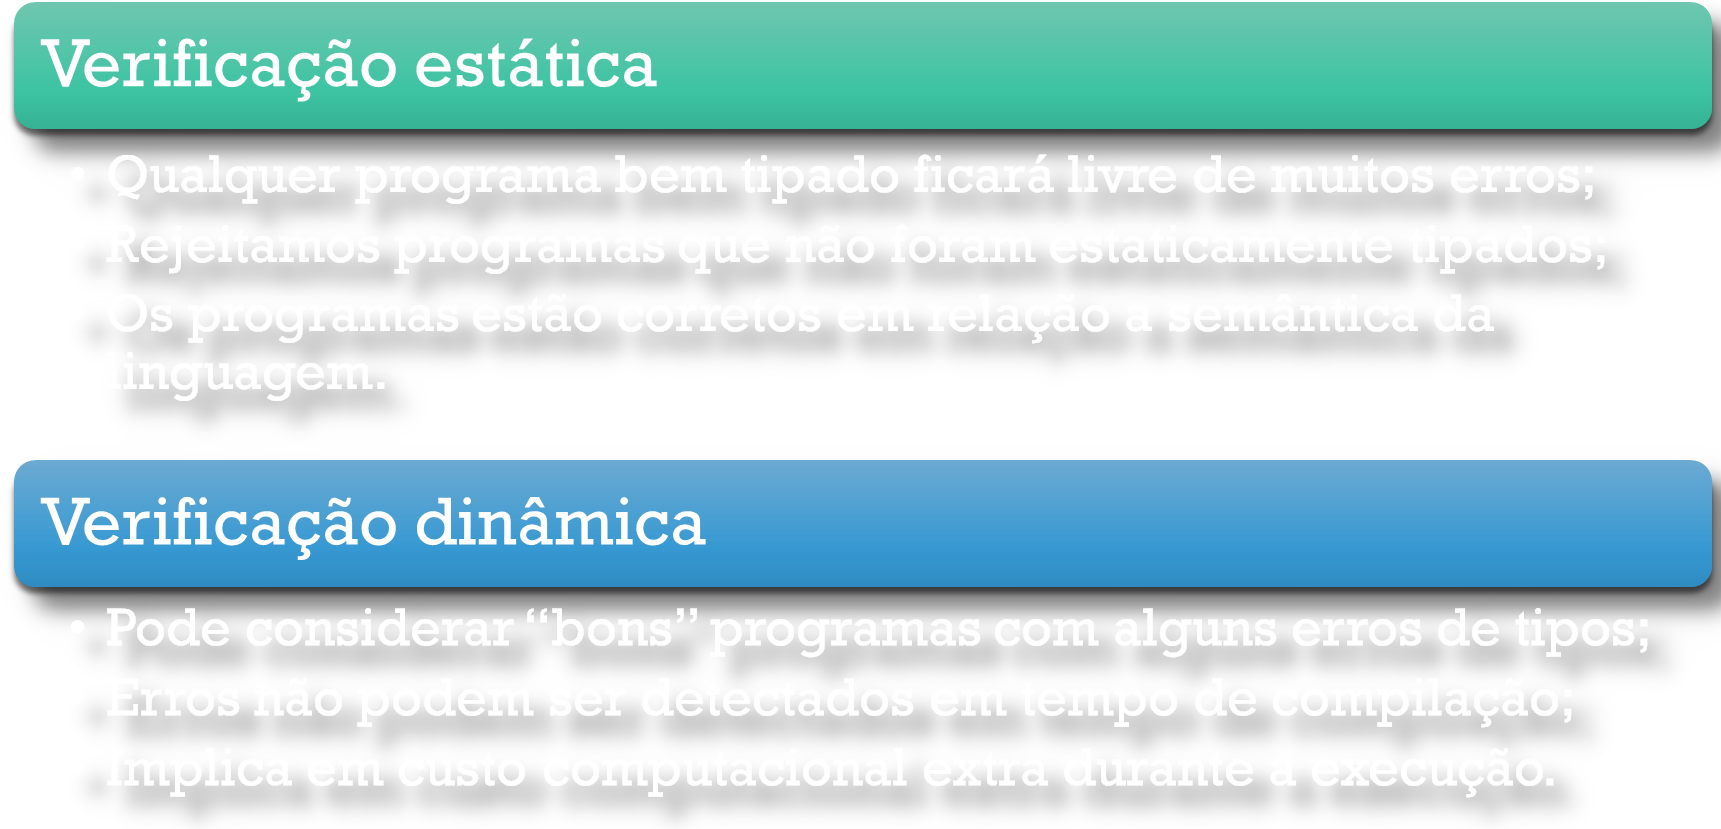 Verificação estática
• Qualquer programa bem tipado ficará livre de muitos erros;
• Rejeitamos programas que não foram estaticamente tipados;
• Os programas estão corretos em relação a semântica da
linguagem.
Verificação dinâmica
• Pode considerar “bons” programas com alguns erros de tipos;
• Erros não podem ser detectados em tempo de compilação;
• Implica em custo computacional extra durante a execução.